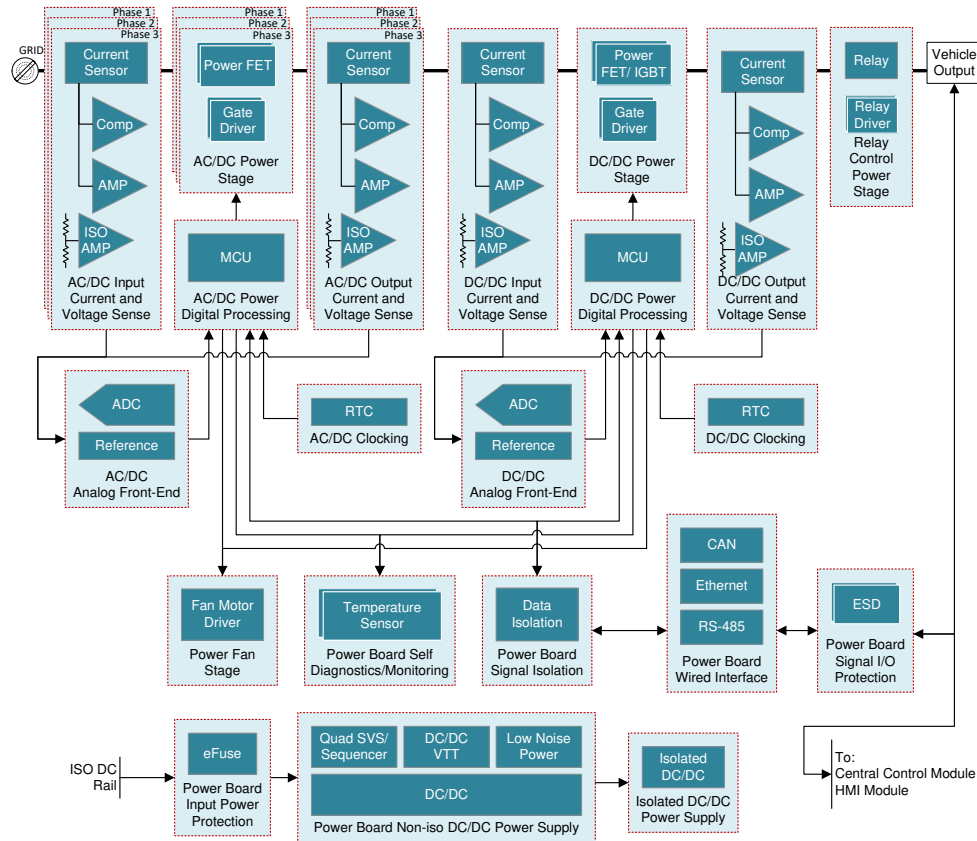 Phase 1
Phase 2
Phase 3
Phase 1
Phase 2
Phase 3
Phase 1
Phase 2
Phase 3
GRID
Current
Sensor
Comp
AMP
ISO
AMP
AC/DC Input
Current and
Voltage Sense
Power FET
Gate
Driver
AC/DC Power
Stage
MCU
AC/DC Power
Digital Processing
Current
Sensor
Comp
AMP
ISO
AMP
AC/DC Output
Current and
Voltage Sense
Current
Sensor
Comp
AMP
ISO
AMP
DC/DC Input
Current and
Voltage Sense
Power
FET/ IGBT
Gate
Driver
DC/DC Power
Stage
MCU
DC/DC Power
Digital Processing
Current
Sensor
Comp
AMP
ISO
AMP
DC/DC Output
Current and
Voltage Sense
Relay
Relay
Driver
Relay
Control
Power
Stage
Vehicle
Output
ADC
Reference
AC/DC
Analog Front-End
RTC
AC/DC Clocking
ADC
Reference
DC/DC
Analog Front-End
RTC
DC/DC Clocking
Fan Motor
Driver
Power Fan
Stage
Temperature
Sensor
Power Board Self
Diagnostics/Monitoring
Data
Isolation
Power Board
Signal Isolation
CAN
Ethernet
RS-485
Power Board
Wired Interface
ESD
Power Board
Signal I/O
Protection
ISO DC
Rail
eFuse
Power Board
Input Power
Protection
Quad SVS/
Sequencer
DC/DC
VTT
Low Noise
Power
DC/DC
Power Board Non-iso DC/DC Power Supply
Isolated
DC/DC
Isolated DC/DC
Power Supply
To:
Central Control Module
HMI Module